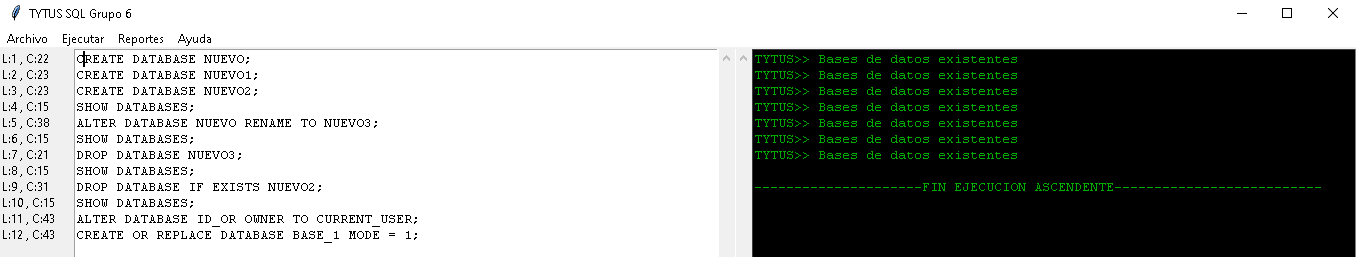 TYTUS SQL Grupo 6
Archivo Ejecutar Reportes Ayuda
L:1 , C:22 CREATE DATABASE NUEVO;
L:2 , C:23 CREATE DATABASE NUEVO1;
L:3 , C:23 CREATE DATABASE NUEVO2;
L:4 , C:15 SHOW DATABASES;
L:5 , C:38 ALTER DATABASE NUEVO RENAME TO NUEVO3;
L:6 , C:15 SHOW DATABASES;
L:7 , C:21 DROP DATABASE NUEVO3;
L:8 , C:15 SHOW DATABASES;
L:9 , C:31 DROP DATABASE IF EXISTS NUEVO2;
L:10 , C:15 SHOW DATABASES;
L:11 , C:43 ALTER DATABASE ID_OR OWNER TO CURRENT_USER;
L:12 , C:43 CREATE OR REPLACE DATABASE BASE_1 MODE = 1;
TYTUS>> Bases de datos existentes
TYTUS>> Bases de datos existentes
TYTUS>> Bases de datos existentes
TYTUS>> Bases de datos existentes
TYTUS>> Bases de datos existentes
TYTUS>> Bases de datos existentes
TYTUS>> Bases de datos existentes
---------------------FIN EJECUCION ASCENDENTE--------------------------